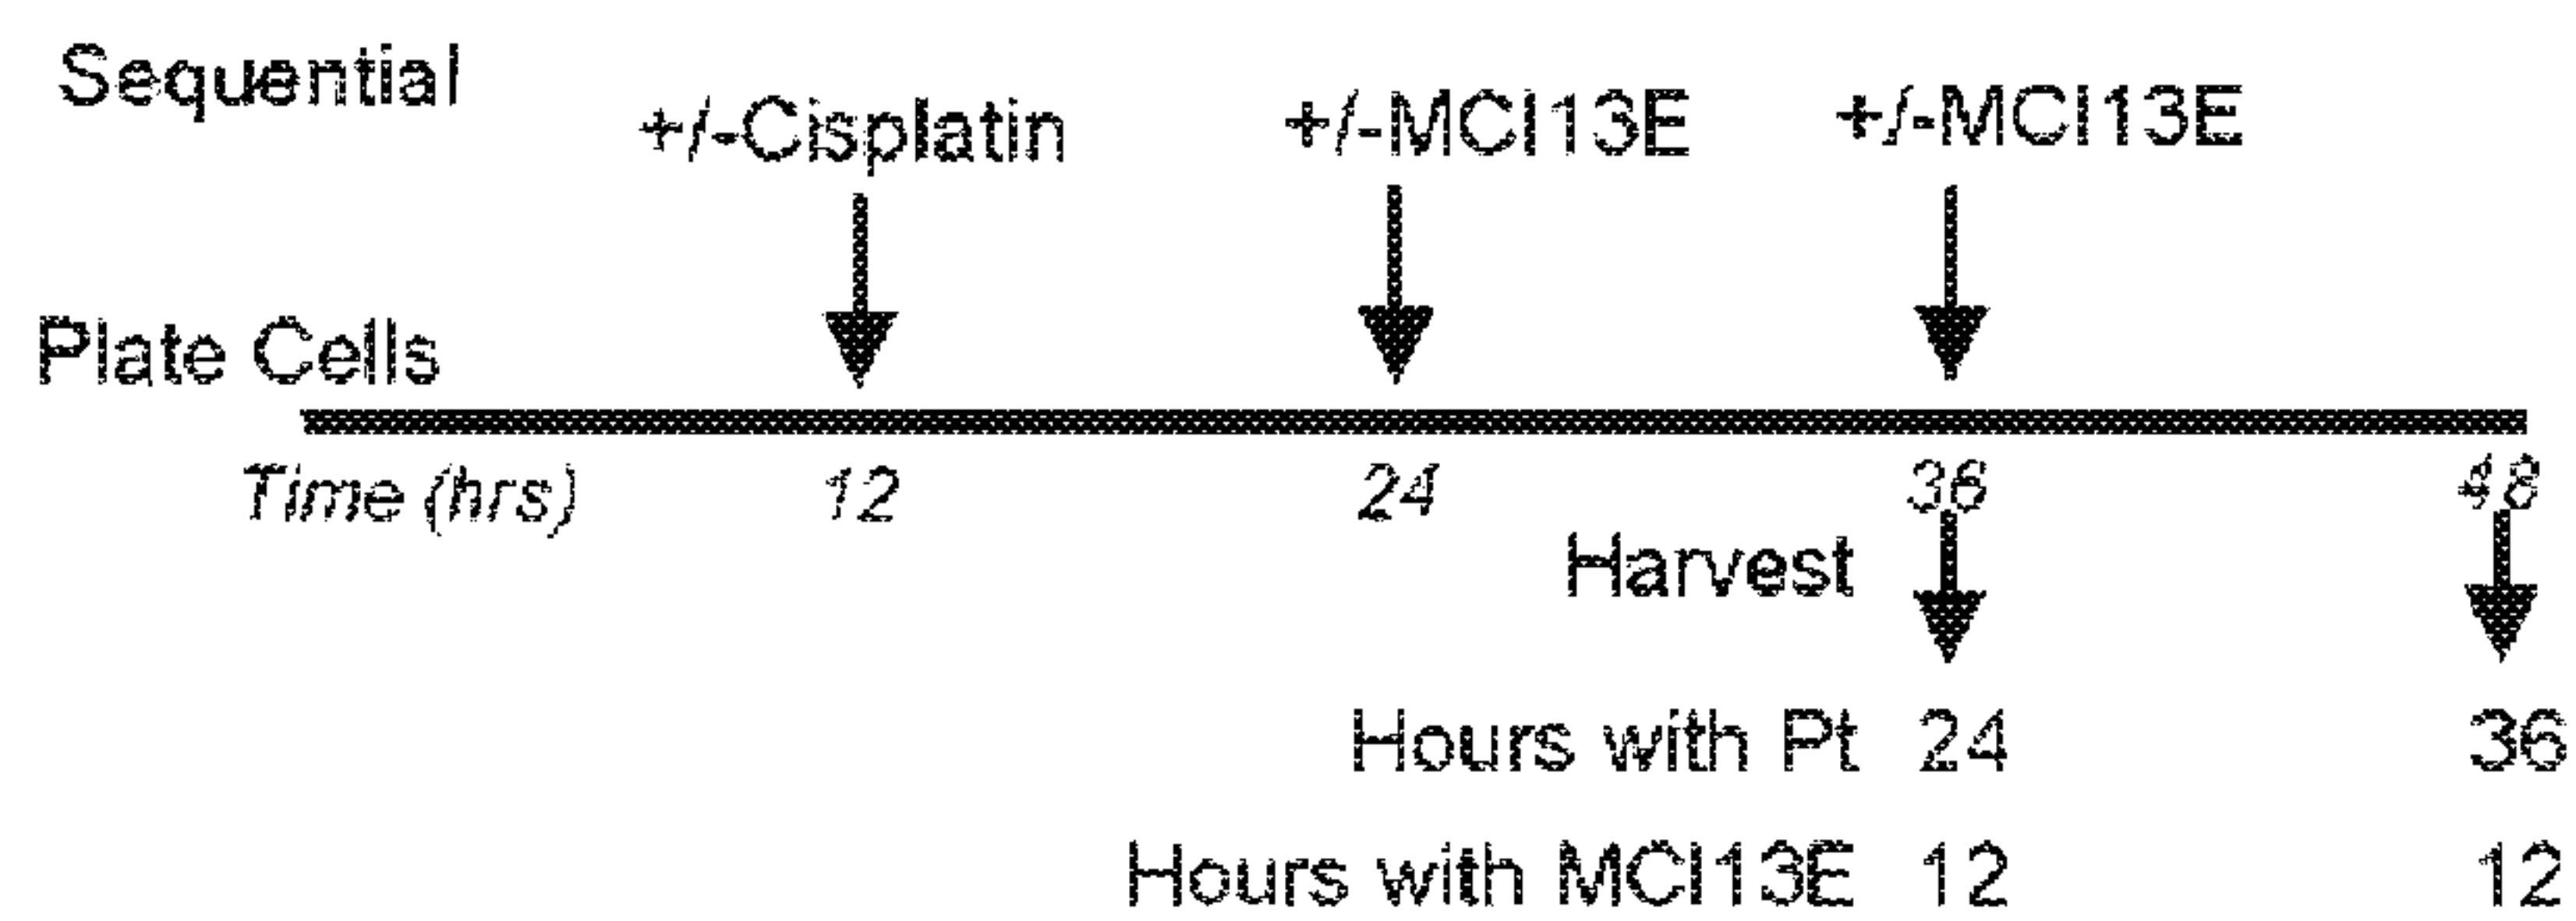 Sequential
+/-Cisplatin +/-MCI13E +/-MCI13E
Plate Cells
Time (hrs) 12 24 36 48
Harvest
Hours with Pt 24 36
Hours with MCI13E 12 12